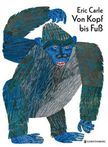 Eric Carle
Von Kopf
bis Fuß